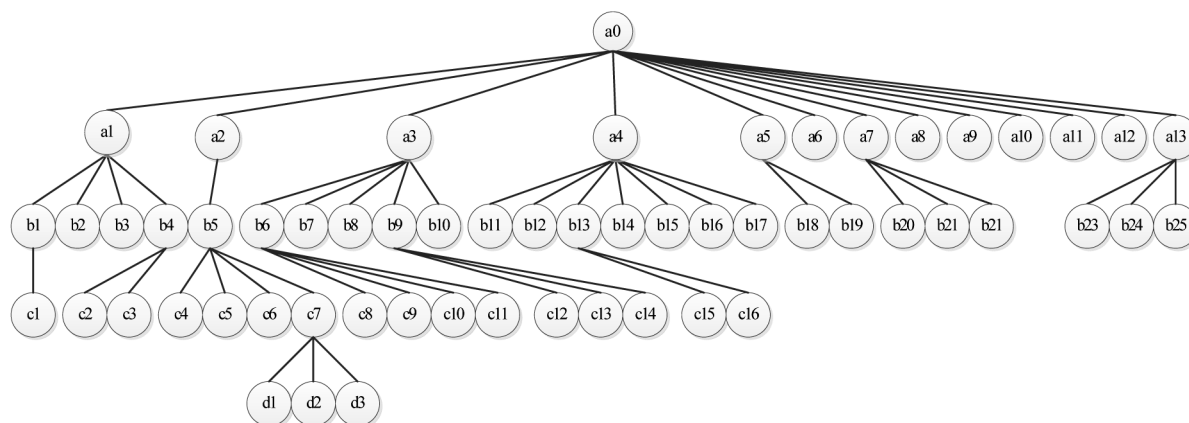 a0
a1 a2 a3 a4 a5 a6 a7 a8 a9 a10 a11 a12 a13
b1 b2 b3 b4 b5 b6 b7 b8 b9 b10 b11 b12 b13 b14 b15 b16 b17 b18 b19 b20 b21 b21 b23 b24 b25
c1 c2 c3 c4 c5 c6 c7 c8 c9 c10 c11 c12 c13 c14 c15 c16
d1 d2 d3